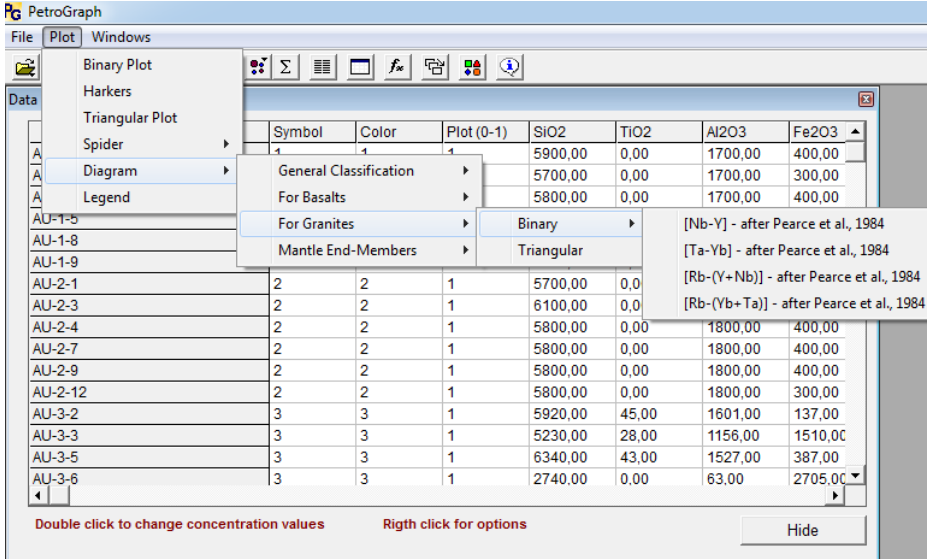 PG PetroGraph
File Plot Windows
Binary Plot
Harkers
Triangular Plot
Spider
Diagram
Legend
General Classification
For Basalts
For Granites
Mantle End-Members
Binary
Triangular
[Nb-Y] - after Pearce et al., 1984
[Ta-Yb] - after Pearce et al., 1984
[Rb-(Y+Nb)] - after Pearce et al., 1984
[Rb-(Yb+Ta)] - after Pearce et al., 1984
Σ fx
Data
Symbol Color Plot (0-1) SiO2 TiO2 Al2O3 Fe2O3
A 1 1 1 5900,00 0,00 1700,00 400,00
A 5700,00 0,00 1700,00 300,00
A 5800,00 0,00 1700,00 400,00
AU-1-5
AU-1-8
AU-1-9
AU-2-1 2 2 1 5700,00 0,0
AU-2-3 2 2 1 6100,00 0,0
AU-2-4 2 2 1 5800,00 0,00 1800,00 400,00
AU-2-7 2 2 1 5800,00 0,00 1800,00 400,00
AU-2-9 2 2 1 5800,00 0,00 1800,00 400,00
AU-2-12 2 2 1 5800,00 0,00 1800,00 300,00
AU-3-2 3 3 1 5920,00 45,00 1601,00 137,00
AU-3-3 3 3 1 5230,00 28,00 1156,00 1510,00
AU-3-5 3 3 1 6340,00 43,00 1527,00 387,00
AU-3-6 3 3 1 2740,00 0,00 63,00 2705,00
Double click to change concentration values Rigth click for options Hide